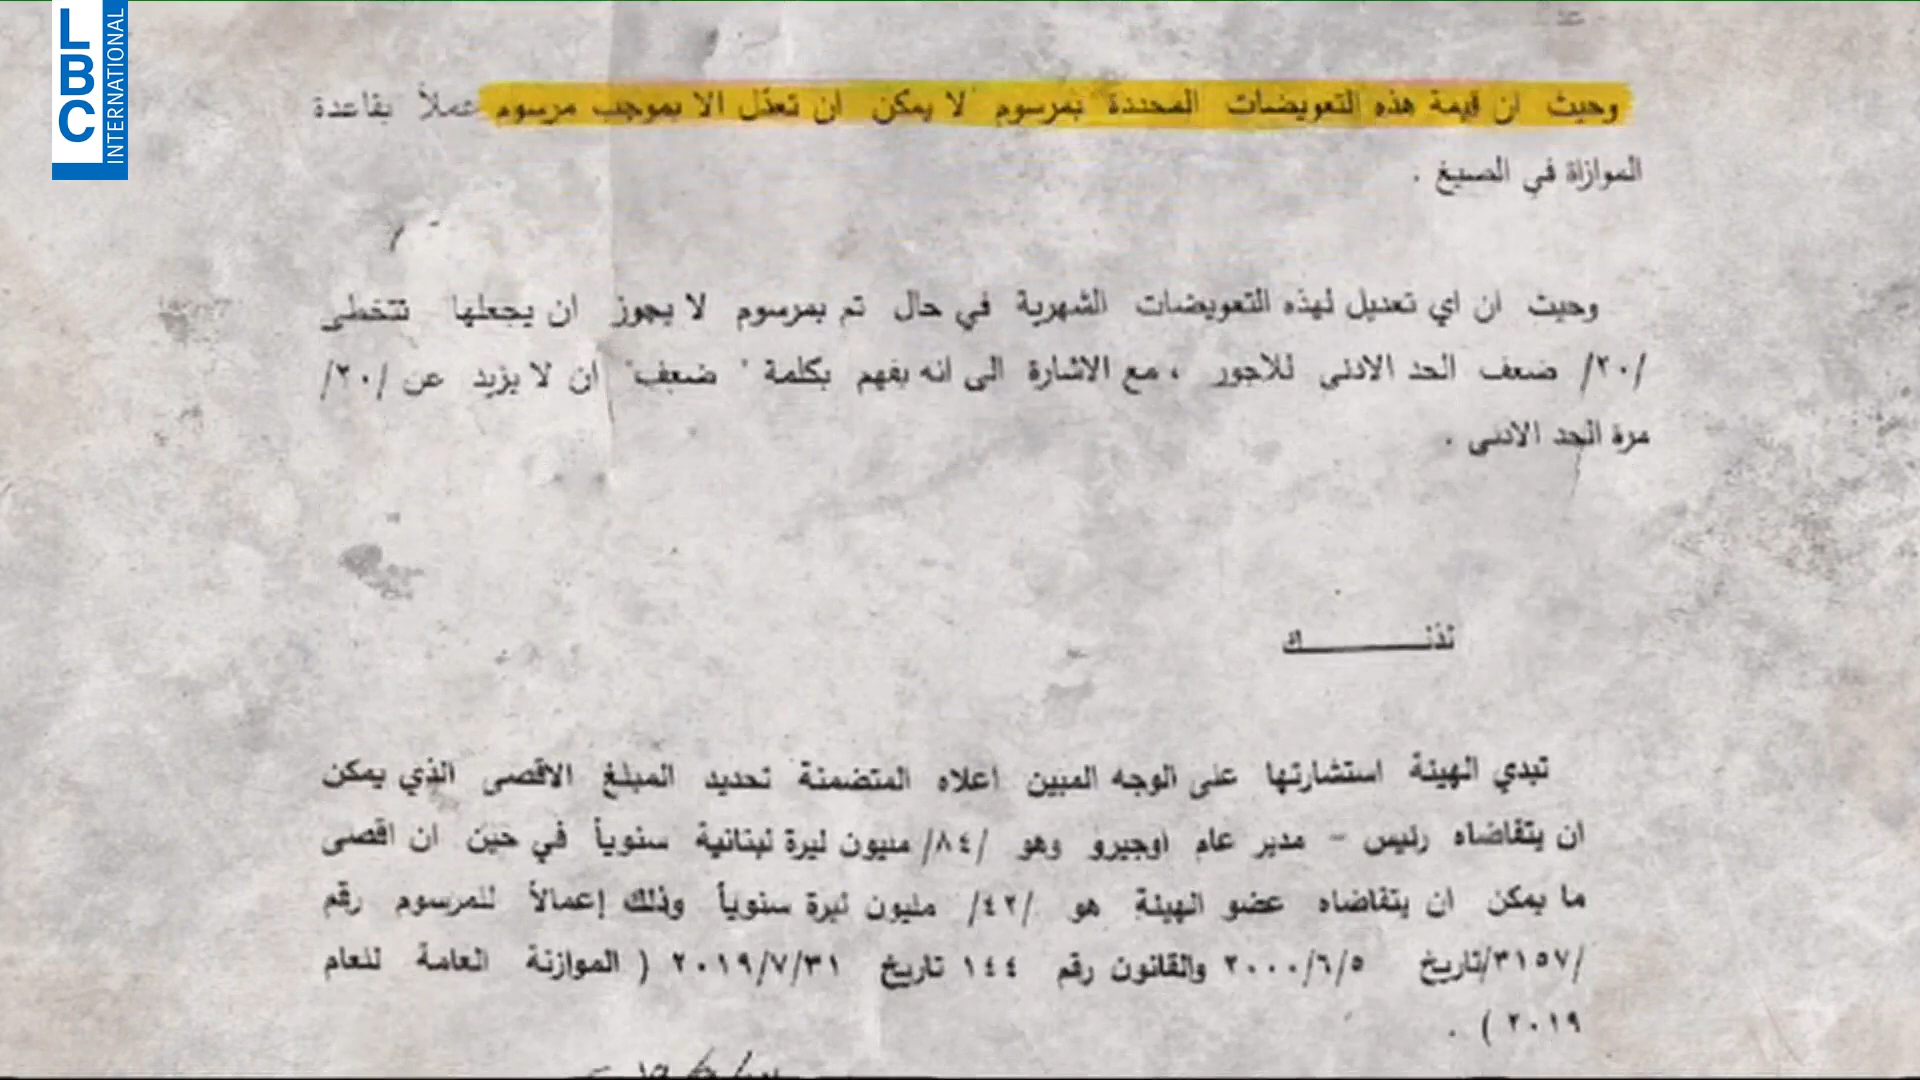 LBC
INTERNATIONAL
وحيث ان قيمة هذه التعويضات المحددة بمرسوم لا يمكن ان تعدّل الا بموجب مرسوم عملاً بقاعدة
الموازاة في الصيغ .
وحيث ان اي تعديل لهذه التعويضات الشهرية في حال تم بمرسوم لا يجوز ان يجعلها تتخطى
/٢٠/ ضعف الحد الادنى للاجور ، مع الاشارة الى انه يفهم بكلمة " ضعف" ان لا يزيد عن /٢٠/
مرة الحد الادنى .
لذلـــــــــك
تبدي الهيئة استشارتها على الوجه المبين اعلاه المتضمنة تحديد المبلغ الاقصى الذي يمكن
ان يتقاضاه رئيس - مدير عام اوجيرو وهو /٨٤/ مليون ليرة لبنانية سنوياً في حين ان اقصى
ما يمكن ان يتقاضاه عضو الهيئة هو /٤٢/ مليون ليرة سنوياً وذلك إعمالاً للمرسوم رقم
/٣١٥٧/تاريخ ٢٠٠٠/٦/٥ والقانون رقم ١٤٤ تاريخ ٢٠١٩/٧/٣١ ( الموازنة العامة للعام
٢٠١٩ ) .